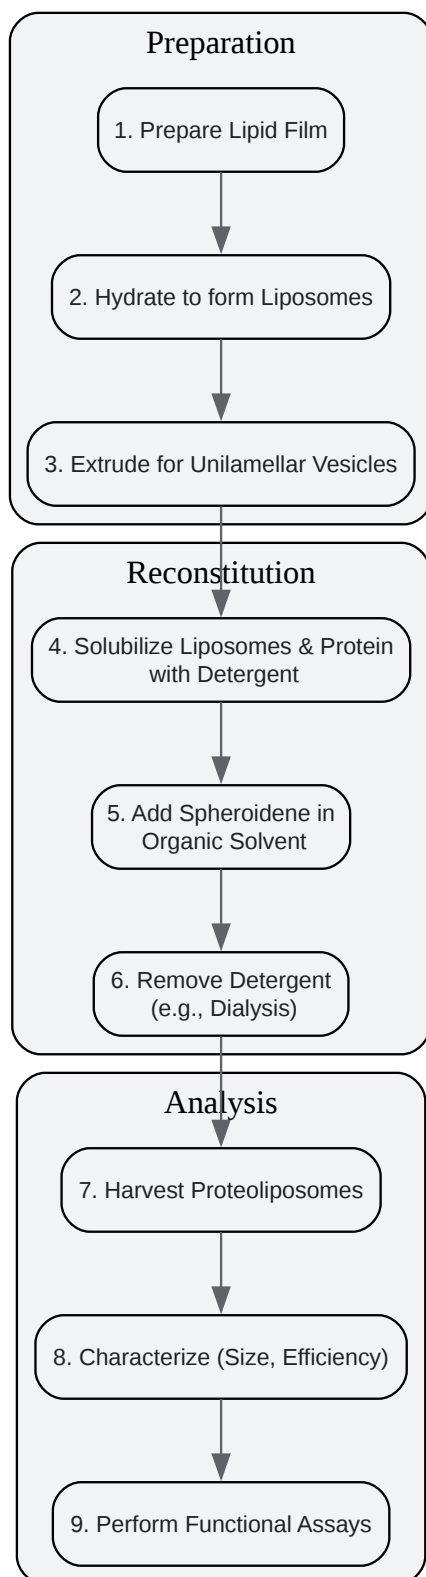 Preparation
1. Prepare Lipid Film
2. Hydrate to form Liposomes
3. Extrude for Unilamellar Vesicles
Reconstitution
4. Solubilize Liposomes & Protein
with Detergent
5. Add Spheroidene in
Organic Solvent
6. Remove Detergent
(e.g., Dialysis)
Analysis
7. Harvest Proteoliposomes
8. Characterize (Size, Efficiency)
9. Perform Functional Assays